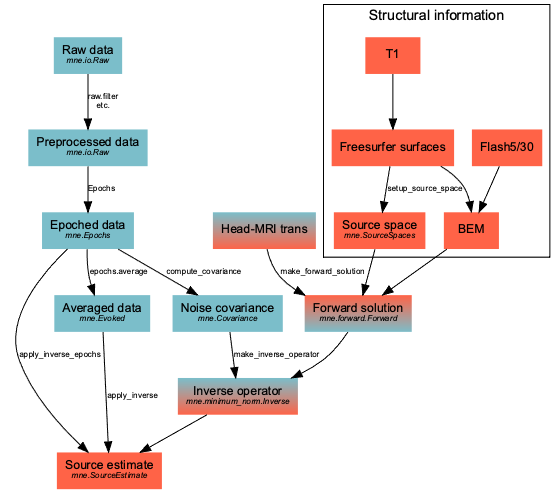 Structural information
Raw data
mne.io.Raw
T1
raw.filter
etc.
Preprocessed data
mne.io.Raw
Freesurfer surfaces
Flash5/30
Epochs
setup_source_space
Epoched data
mne.Epochs
Head-MRI trans
Source space
mne.SourceSpaces
BEM
epochs.average
compute_covariance
make_forward_solution
Averaged data
mne.Evoked
Noise covariance
mne.Covariance
Forward solution
mne.forward.Forward
apply_inverse_epochs
make_inverse_operator
apply_inverse
Inverse operator
mne.minimum_norm.Inverse
Source estimate
mne.SourceEstimate